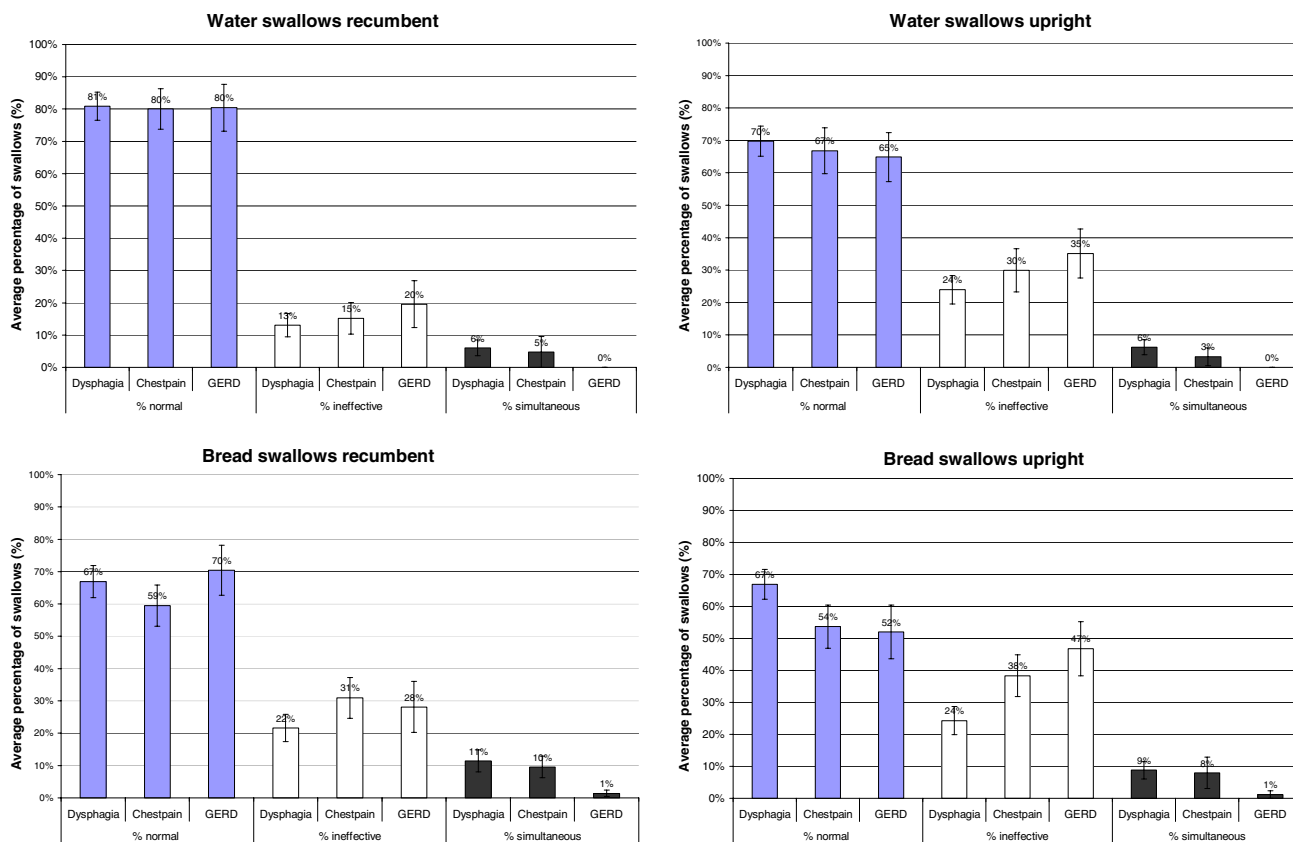 Water swallows recumbent
Average percentage of swallows (%)
100%
90%
80%
70%
60%
50%
40%
30%
20%
10%
0%
81% 80% 80% 13% 15% 20% 6% 5% 0%
Dysphagia Chestpain GERD Dysphagia Chestpain GERD Dysphagia Chestpain GERD
% normal % ineffective % simultaneous
Water swallows upright
Average percentage of swallows (%)
100%
90%
80%
70%
60%
50%
40%
30%
20%
10%
0%
70% 67% 65% 24% 30% 35% 6% 3% 0%
Dysphagia Chestpain GERD Dysphagia Chestpain GERD Dysphagia Chestpain GERD
% normal % ineffective % simultaneous
Bread swallows recumbent
Average percentage of swallows (%)
100%
90%
80%
70%
60%
50%
40%
30%
20%
10%
0%
67% 59% 70% 22% 31% 28% 11% 10% 1%
Dysphagia Chestpain GERD Dysphagia Chestpain GERD Dysphagia Chestpain GERD
% normal % ineffective % simultaneous
Bread swallows upright
Average percentage of swallows (%)
100%
90%
80%
70%
60%
50%
40%
30%
20%
10%
0%
67% 54% 52% 24% 38% 47% 9% 8% 1%
Dysphagia Chestpain GERD Dysphagia Chestpain GERD Dysphagia Chestpain GERD
% normal % ineffective % simultaneous